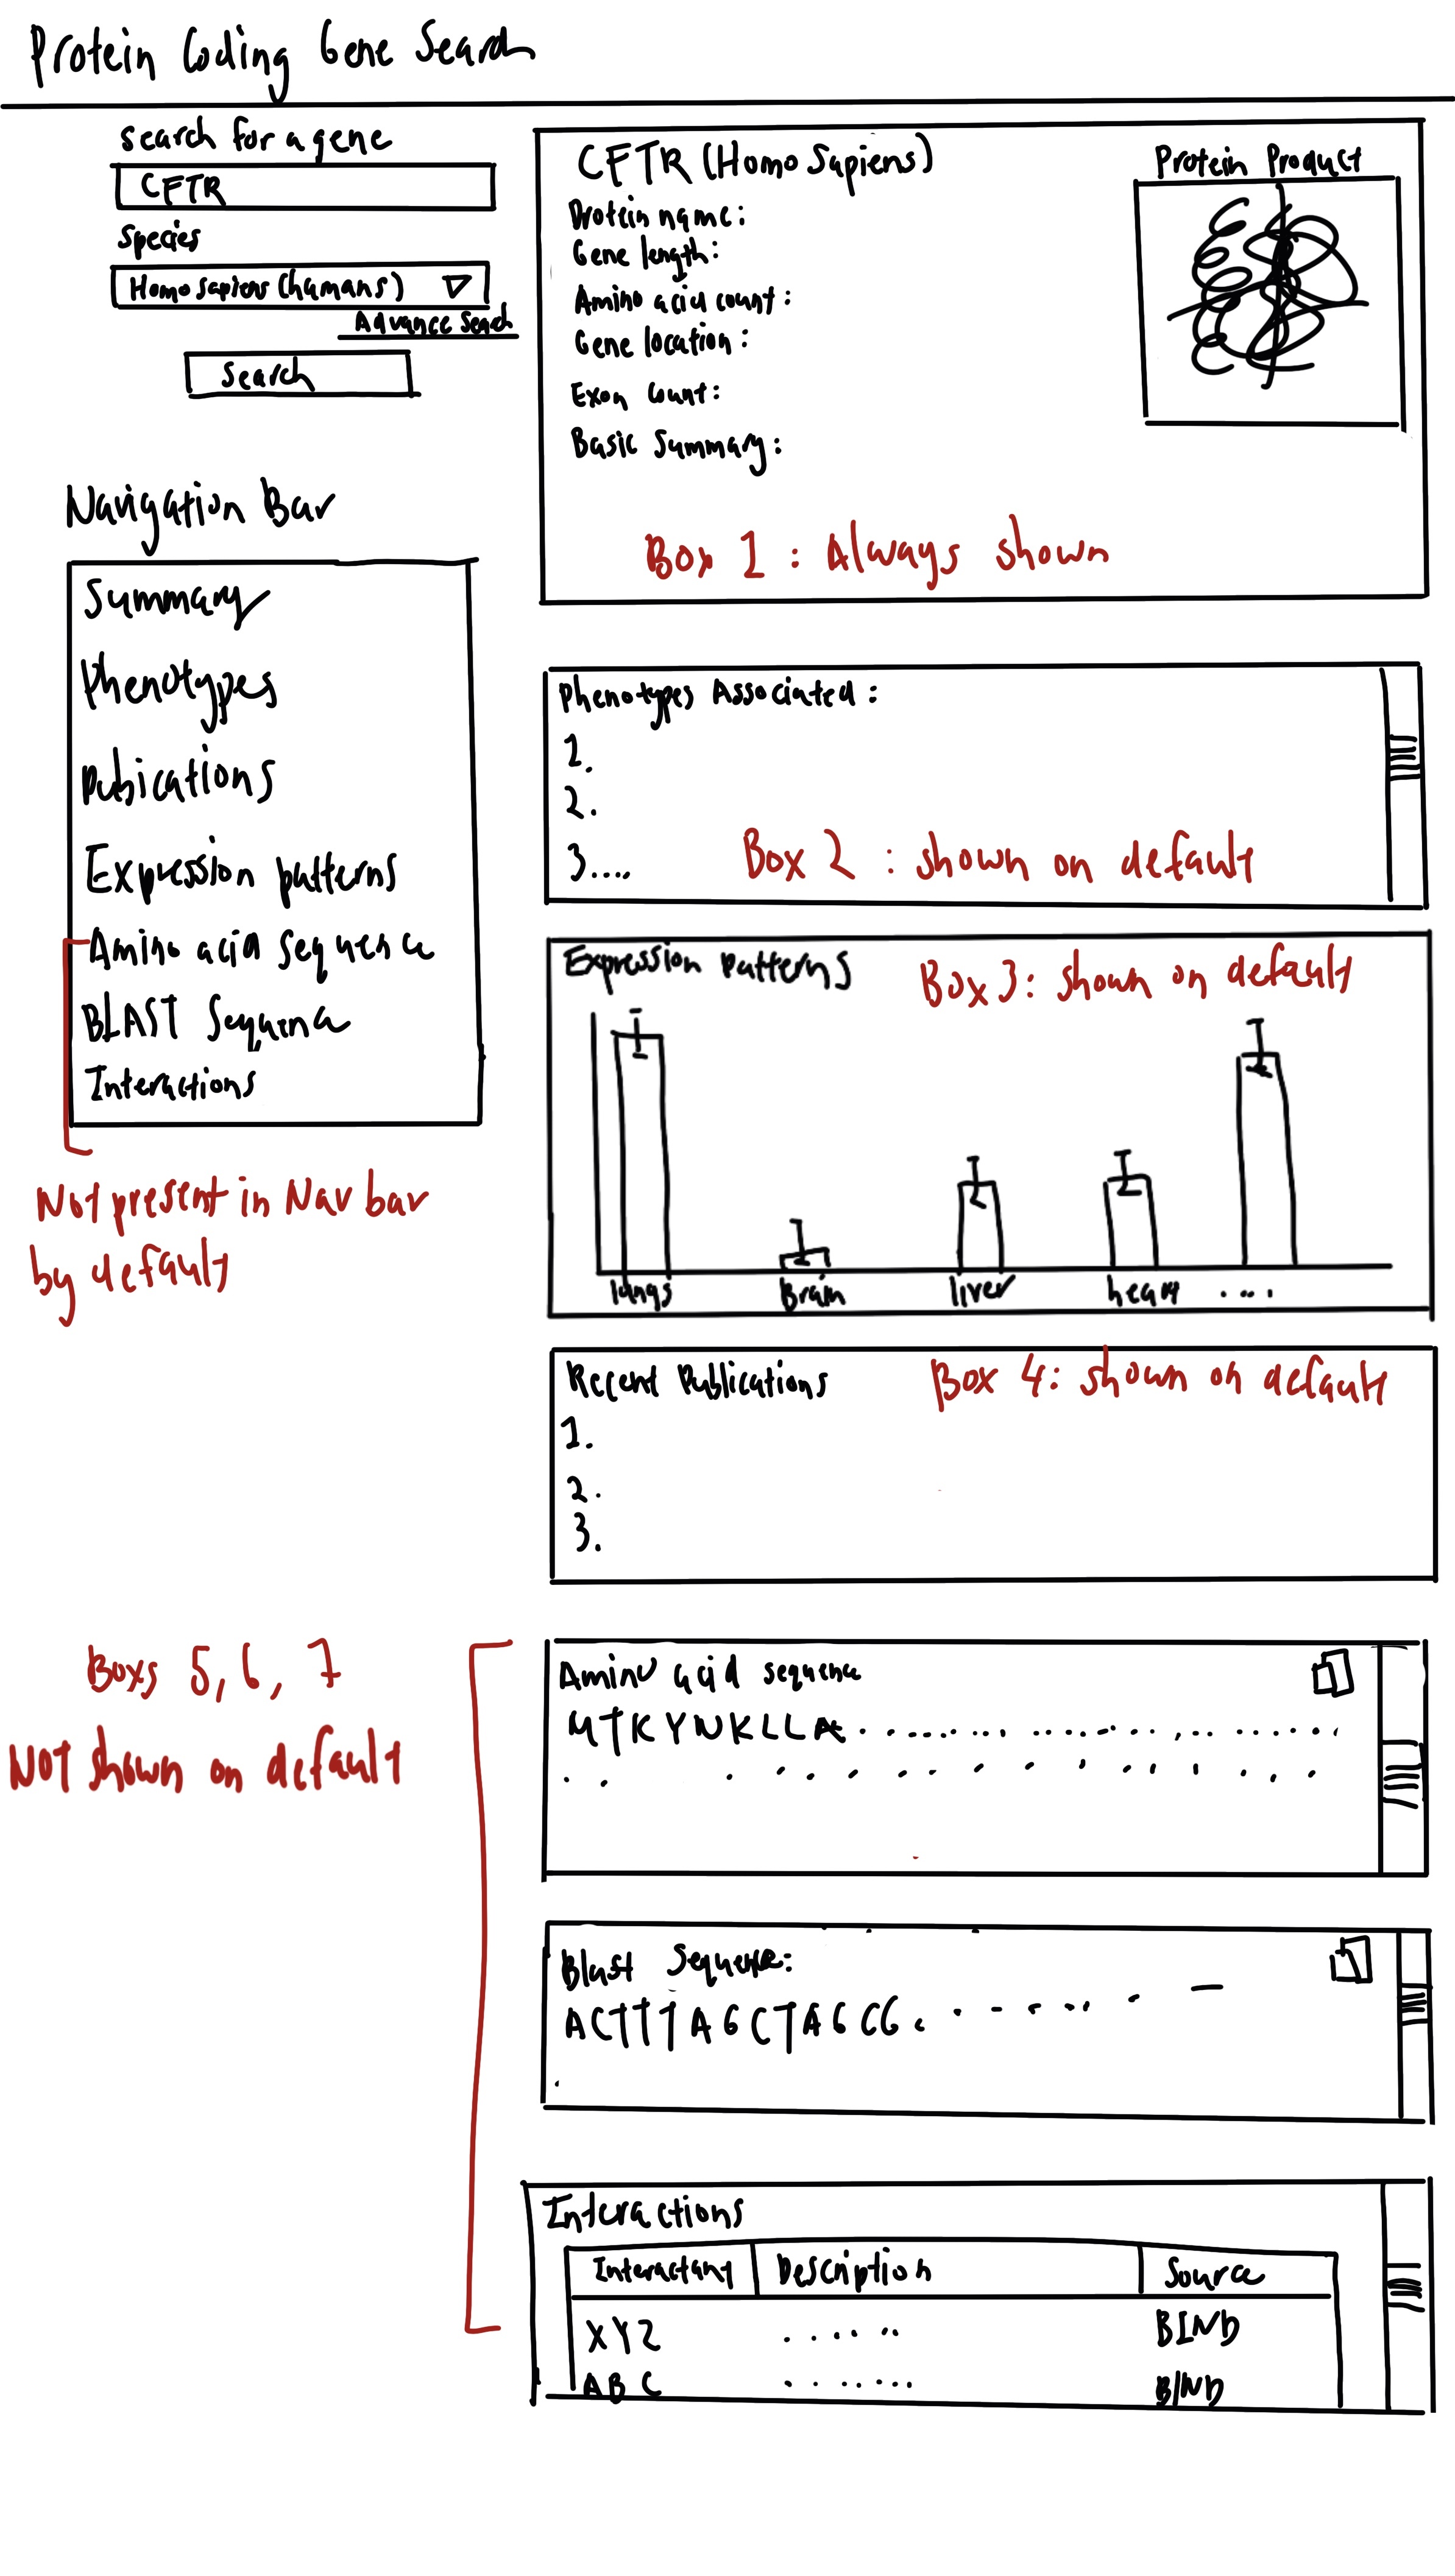 Protein Coding Gene Search
search for a gene
CFTR
Species
Homo sapiens (humans)
Advance Seach
Search
CFTR (Homo Sapiens)
Protein name:
Gene length:
Amino acid count:
Gene location:
Exon Count:
Basic Summary:
Box 1 : Always shown
Protein Product
Navigation Bar
Summary
Phenotypes
Pubications
Expression patterns
Amino acid sequence
BLAST Sequence
Interactions
Not present in Nav bar
by default
Phenotypes Associated :
1.
2.
3....
Box 2 : shown on default
Expression Patterns
Box 3: shown on default
lungs Brain liver heart ....
Recent Publications
Box 4: shown on default
1.
2.
3.
Boxs 5, 6, 7
NOT shown on default
Amino acid sequence
MTKYNKLLA..........
Blast Sequence:
ACTTTAGCTAGCG.
Interactions
Interactant Description Source
XYZ ...... BIND
ABC ....... BIND